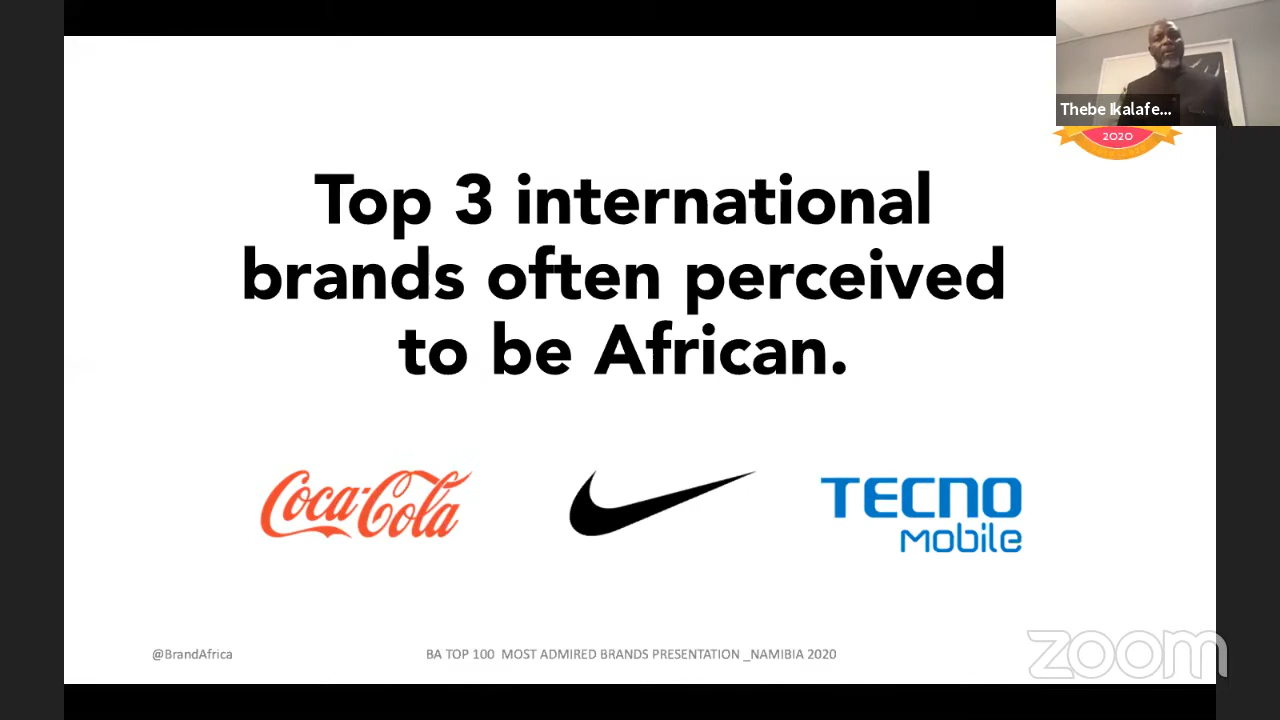 Thebe Ikalafe...
2020
Top 3 international
brands often perceived
to be African.
Coca-Cola
TECNO
mobile
@BrandAfrica
BA TOP 100 MOST ADMIRED BRANDS PRESENTATION _NAMIBIA 2020
zoom